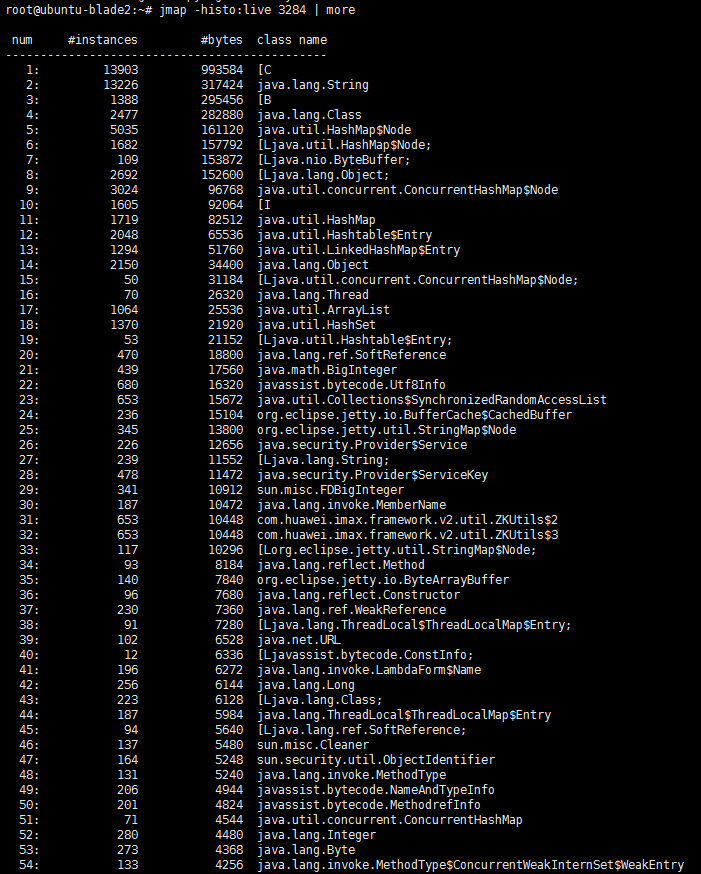 root@ubuntu-blade2:~# jmap -histo:live 3284 | more
num #instances #bytes class name
----------------------------------------------
1: 13903 993584 [C
2: 13226 317424 java.lang.String
3: 1388 295456 [B
4: 2477 282880 java.lang.Class
5: 5035 161120 java.util.HashMap$Node
6: 1682 157792 [Ljava.util.HashMap$Node;
7: 109 153872 [Ljava.nio.ByteBuffer;
8: 2692 152600 [Ljava.lang.Object;
9: 3024 96768 java.util.concurrent.ConcurrentHashMap$Node
10: 1605 92064 [I
11: 1719 82512 java.util.HashMap
12: 2048 65536 java.util.Hashtable$Entry
13: 1294 51760 java.util.LinkedHashMap$Entry
14: 2150 34400 java.lang.Object
15: 50 31184 [Ljava.util.concurrent.ConcurrentHashMap$Node;
16: 70 26320 java.lang.Thread
17: 1064 25536 java.util.ArrayList
18: 1370 21920 java.util.HashSet
19: 53 21152 [Ljava.util.Hashtable$Entry;
20: 470 18800 java.lang.ref.SoftReference
21: 439 17560 java.math.BigInteger
22: 680 16320 javassist.bytecode.Utf8Info
23: 653 15672 java.util.Collections$SynchronizedRandomAccessList
24: 236 15104 org.eclipse.jetty.io.BufferCache$CachedBuffer
25: 345 13800 org.eclipse.jetty.util.StringMap$Node
26: 226 12656 java.security.Provider$Service
27: 239 11552 [Ljava.lang.String;
28: 478 11472 java.security.Provider$ServiceKey
29: 341 10912 sun.misc.FDBigInteger
30: 187 10472 java.lang.invoke.MemberName
31: 653 10448 com.huawei.imax.framework.v2.util.ZKUtils$2
32: 653 10448 com.huawei.imax.framework.v2.util.ZKUtils$3
33: 117 10296 [Lorg.eclipse.jetty.util.StringMap$Node;
34: 93 8184 java.lang.reflect.Method
35: 140 7840 org.eclipse.jetty.io.ByteArrayBuffer
36: 96 7680 java.lang.reflect.Constructor
37: 230 7360 java.lang.ref.WeakReference
38: 91 7280 [Ljava.lang.ThreadLocal$ThreadLocalMap$Entry;
39: 102 6528 java.net.URL
40: 12 6336 [Ljavassist.bytecode.ConstInfo;
41: 196 6272 java.lang.invoke.LambdaForm$Name
42: 256 6144 java.lang.Long
43: 223 6128 [Ljava.lang.Class;
44: 187 5984 java.lang.ThreadLocal$ThreadLocalMap$Entry
45: 94 5640 [Ljava.lang.ref.SoftReference;
46: 137 5480 sun.misc.Cleaner
47: 164 5248 sun.security.util.ObjectIdentifier
48: 131 5240 java.lang.invoke.MethodType
49: 206 4944 javassist.bytecode.NameAndTypeInfo
50: 201 4824 javassist.bytecode.MethodrefInfo
51: 71 4544 java.util.concurrent.ConcurrentHashMap
52: 280 4480 java.lang.Integer
53: 273 4368 java.lang.Byte
54: 133 4256 java.lang.invoke.MethodType$ConcurrentWeakInternSet$WeakEntry